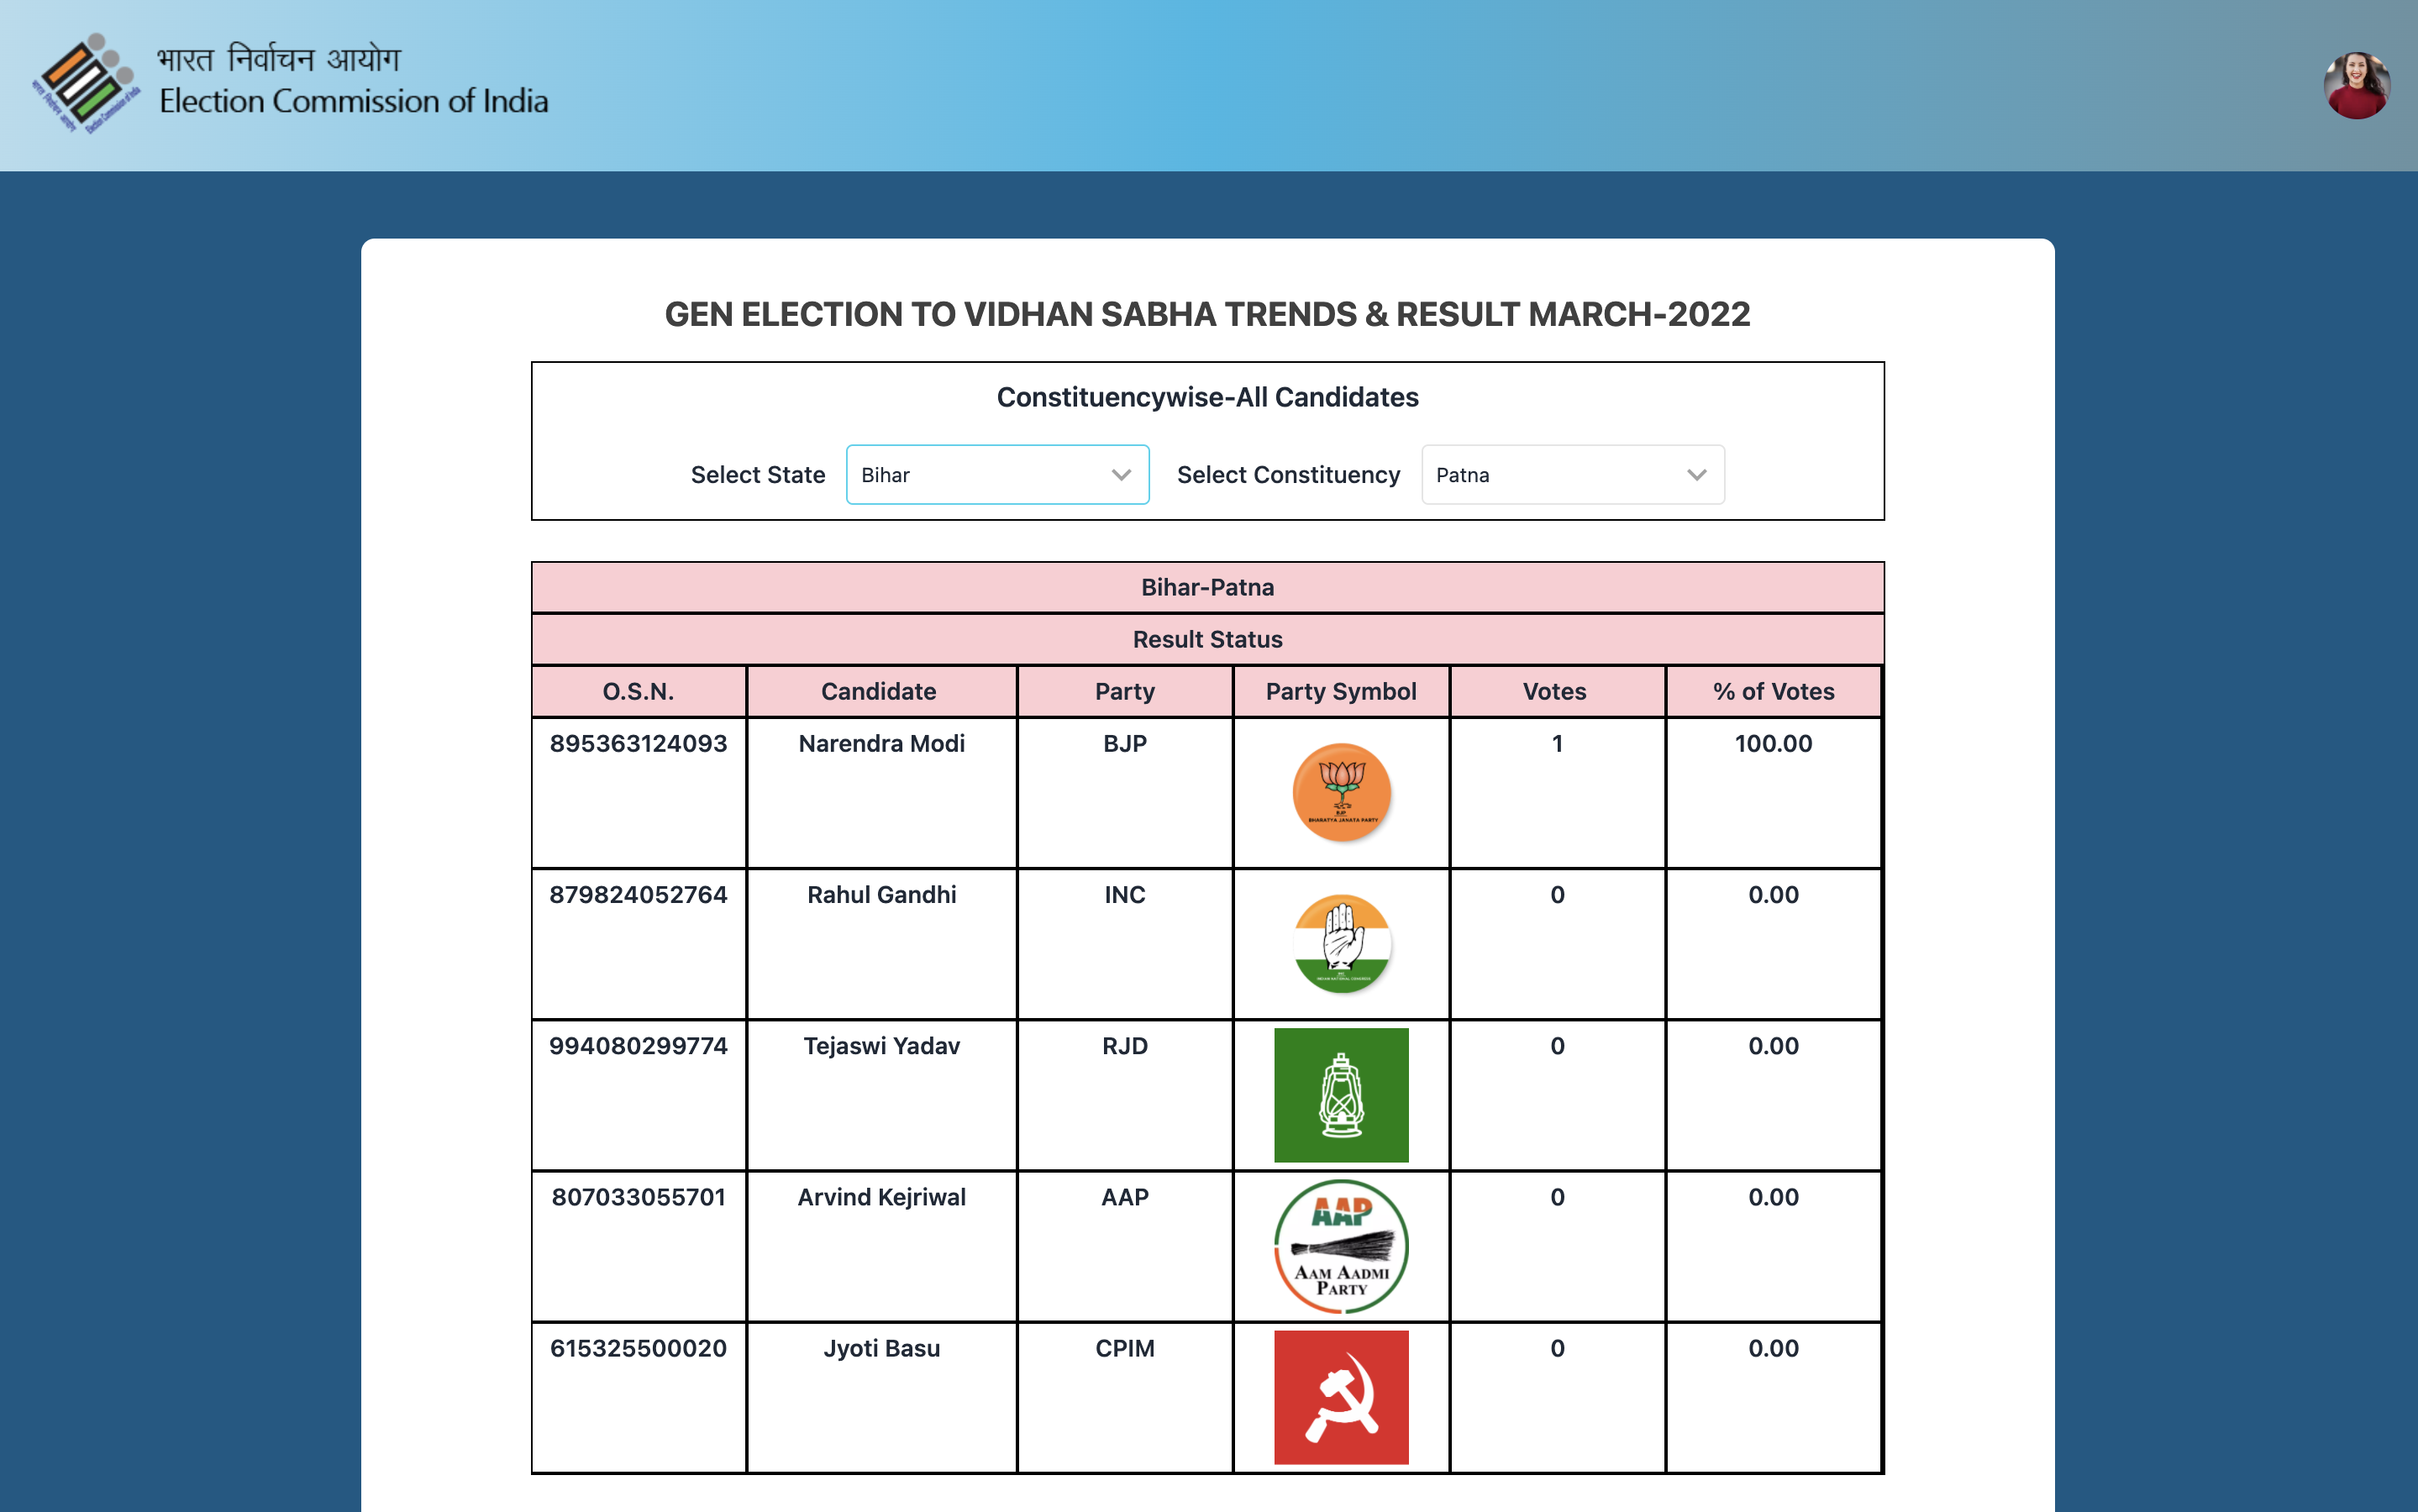 भारत निर्वाचन आयोग
Election Commission of India
GEN ELECTION TO VIDHAN SABHA TRENDS & RESULT MARCH-2022
Constituencywise-All Candidates
Select State Bihar Select Constituency Patna
Bihar-Patna
Result Status
O.S.N. Candidate Party Party Symbol Votes % of Votes
895363124093 Narendra Modi BJP 1 100.00
BJP
BHARATYA JANATA PARTY
879824052764 Rahul Gandhi INC 0 0.00
INDIAN NATIONAL CONGRESS
994080299774 Tejaswi Yadav RJD 0 0.00
807033055701 Arvind Kejriwal AAP 0 0.00
AAP
AAM AADMI
PARTY
615325500020 Jyoti Basu CPIM 0 0.00